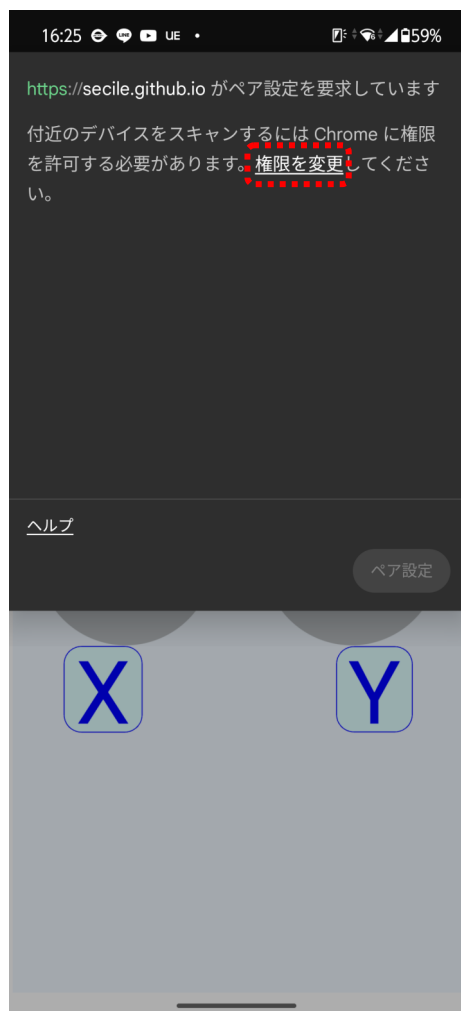 16:25 UE • 59%
https://secile.github.io がペア設定を要求しています
付近のデバイスをスキャンするには Chrome に権限
を許可する必要があります。権限を変更してくださ
い。
ヘルプ
ペア設定
X Y